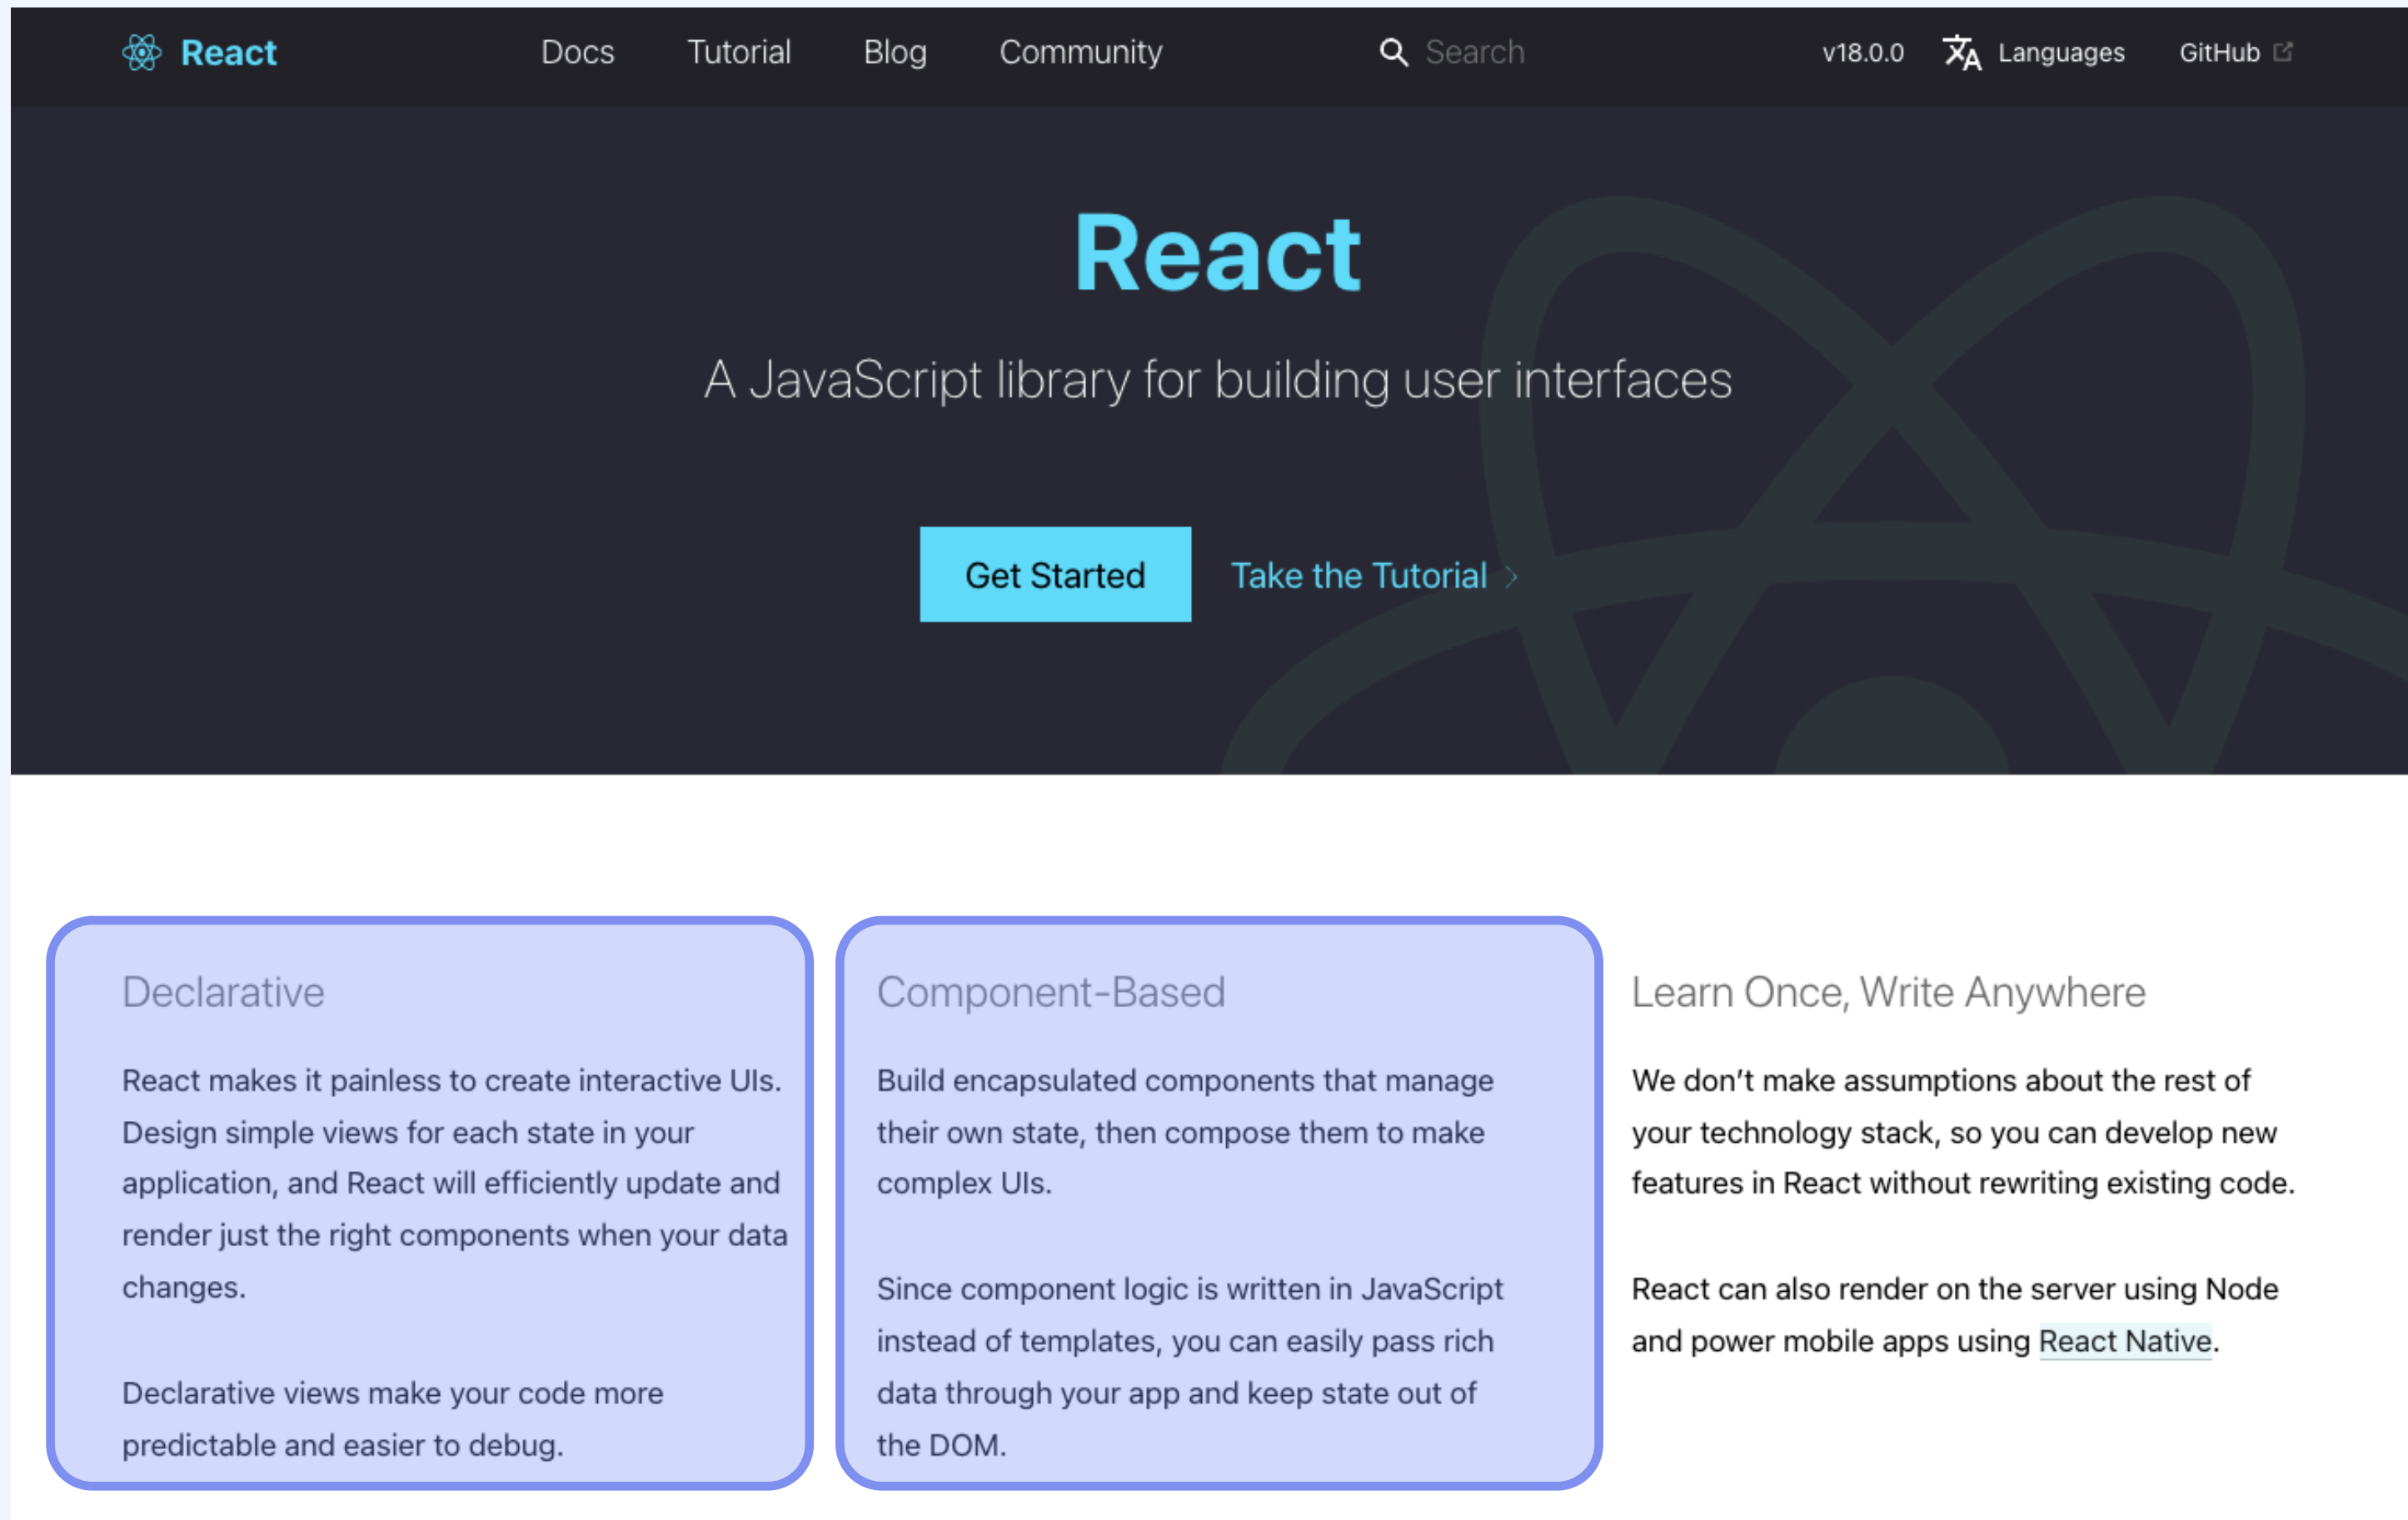 React Docs Tutorial Blog Community Search v18.0.0 Languages GitHub
React
A JavaScript library for building user interfaces
Get Started Take the Tutorial
Declarative
React makes it painless to create interactive UIs.
Design simple views for each state in your
application, and React will efficiently update and
render just the right components when your data
changes.
Declarative views make your code more
predictable and easier to debug.
Component-Based
Build encapsulated components that manage
their own state, then compose them to make
complex UIs.
Since component logic is written in JavaScript
instead of templates, you can easily pass rich
data through your app and keep state out of
the DOM.
Learn Once, Write Anywhere
We don’t make assumptions about the rest of
your technology stack, so you can develop new
features in React without rewriting existing code.
React can also render on the server using Node
and power mobile apps using React Native.